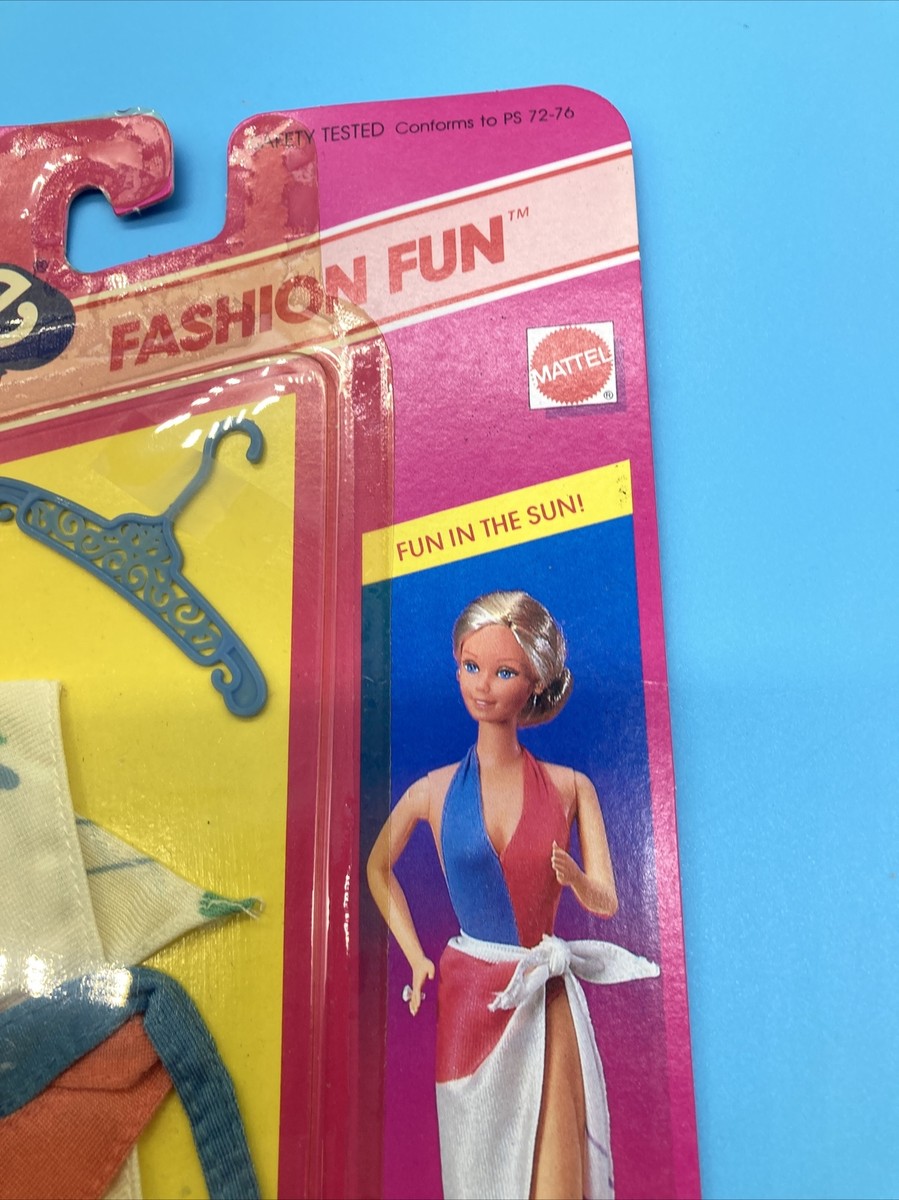 SAFETY TESTED Conforms to PS 72-76
FASHION FUN™
MATTEL®
FUN IN THE SUN!